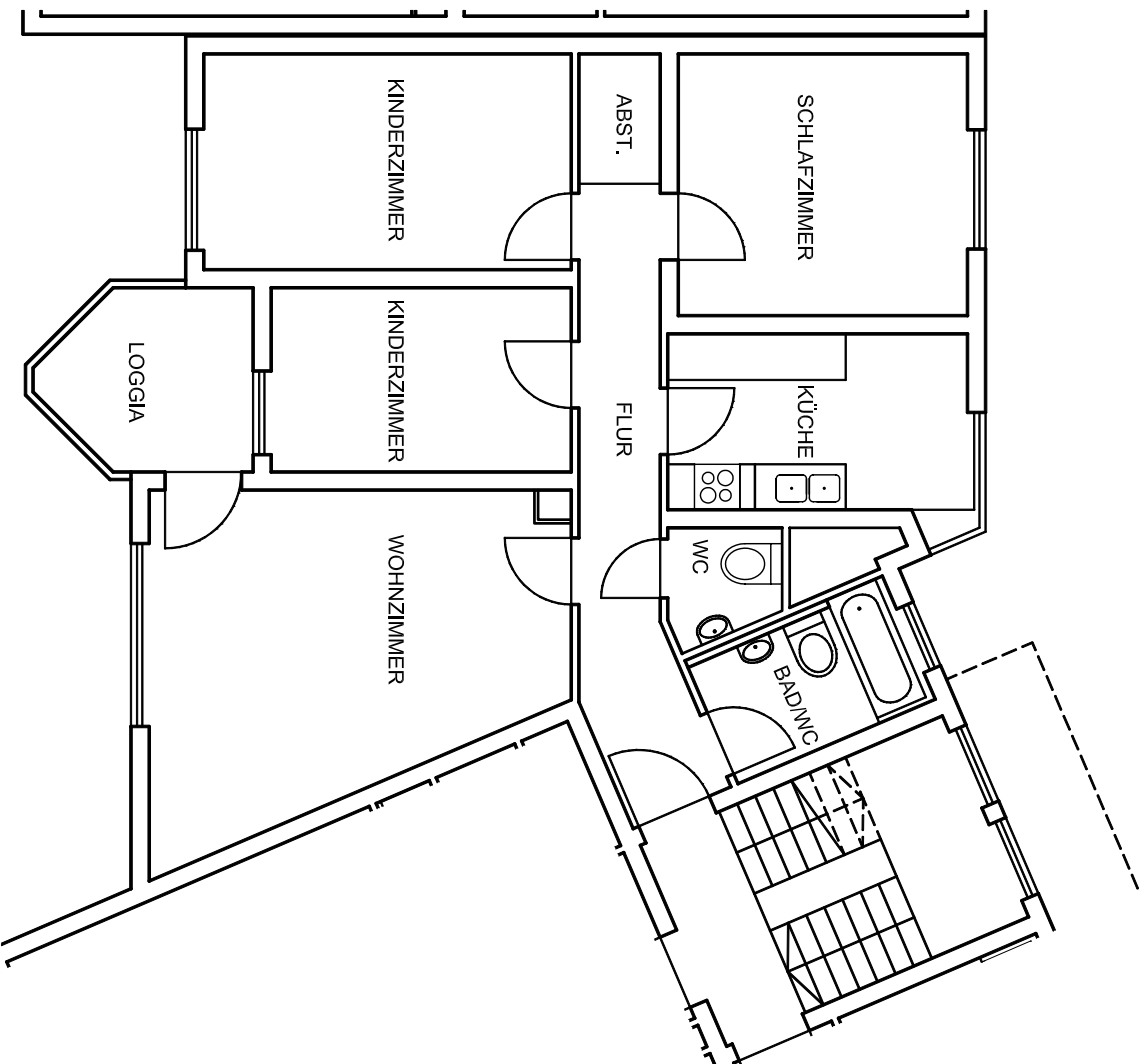 KINDERZIMMER
ABST.
SCHLAFZIMMER
LOGGIA
KINDERZIMMER
FLUR
KÜCHE
WOHNZIMMER
WC
BAD/WC